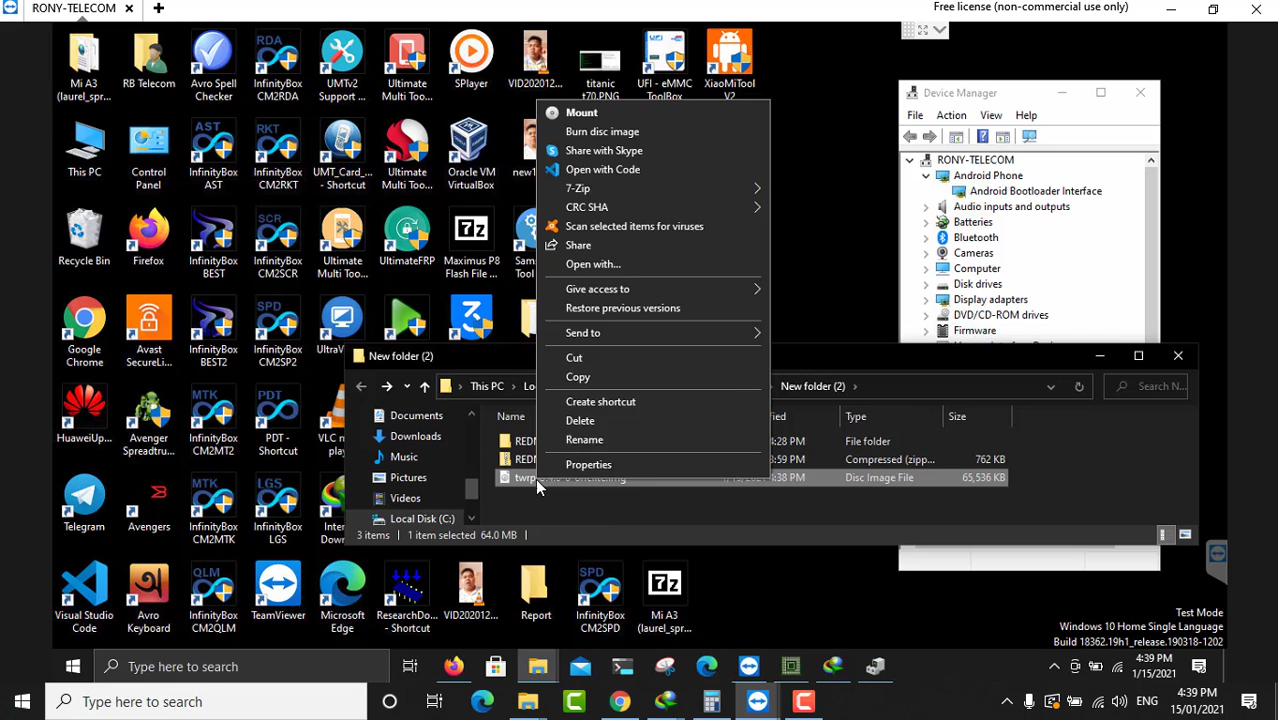 RONY-TELECOM
Free license (non-commercial use only)
Mi A3
(laurel_spr...
RB Telecom
Avro Spell
Checker
InfinityBox
CM2RDA
UMTv2
Support ...
Ultimate
Multi Too...
SPlayer
VID202012...
titanic
t70.PNG
UFI - eMMC
ToolBox
XiaoMiTool
V2
This PC
Control
Panel
InfinityBox
AST
InfinityBox
CM2RKT
UMT_Card_...
- Shortcut
Ultimate
Multi Too...
Oracle VM
VirtualBox
Recycle Bin
Firefox
InfinityBox
BEST
InfinityBox
CM2SCR
Ultimate
Multi Too...
UltimateFRP
Maximus P8
Flash File ...
Google
Chrome
Avast
SecureLi...
InfinityBox
BEST2
InfinityBox
CM2SP2
HuaweiUp...
Avenger
Spreadtru...
InfinityBox
CM2MT2
PDT -
Shortcut
Telegram
Avengers
InfinityBox
CM2MTK
InfinityBox
LGS
Visual Studio
Code
Avro
Keyboard
InfinityBox
CM2QLM
TeamViewer
Microsoft
Edge
ResearchDo...
- Shortcut
VID202012...
Report
InfinityBox
CM2SPD
Mi A3
(laurel_spr...
Mount
Burn disc image
Share with Skype
Open with Code
7-Zip
CRC SHA
Scan selected items for viruses
Share
Open with...
Give access to
Restore previous versions
Send to
Cut
Copy
Create shortcut
Delete
Rename
Properties
Device Manager
File Action View Help
RONY-TELECOM
Android Phone
Android Bootloader Interface
Audio inputs and outputs
Batteries
Bluetooth
Cameras
Computer
Disk drives
Display adapters
DVD/CD-ROM drives
Firmware
New folder (2)
This PC
New folder (2)
Search N...
Documents
Downloads
Music
Pictures
Videos
Local Disk (C:)
Name
Type
Size
File folder
Compressed (zipp...
762 KB
Disc Image File
65,536 KB
3 items
1 item selected 64.0 MB
Test Mode
Windows 10 Home Single Language
Build 18362.19h1_release.190318-1202
Type here to search
4:39 PM
1/15/2021
Type here to search
ENG
4:39 PM
15/01/2021